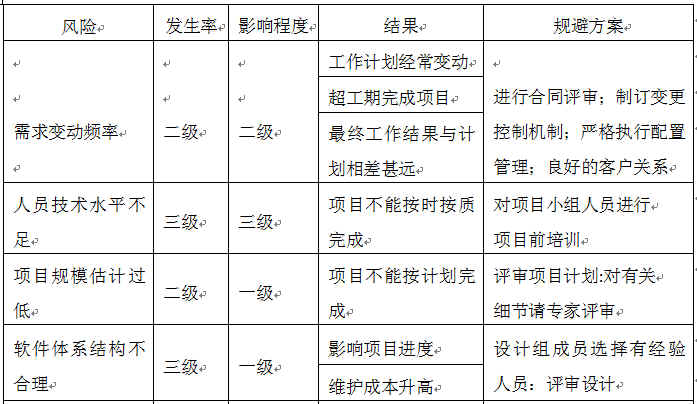 风险 发生率 影响程度 结果 规避方案
需求变动频率 二级 二级
工作计划经常变动
超工期完成项目
最终工作结果与计
划相差甚远
进行合同评审；制订变更
控制机制；严格执行配置
管理；良好的客户关系
人员技术水平不
足
三级 三级
项目不能按时按质
完成
对项目小组人员进行
项目前培训
项目规模估计过
低
二级 一级
项目不能按计划完
成
评审项目计划:对有关
细节请专家评审
软件体系结构不
合理
三级 一级
影响项目进度
维护成本升高
设计组成员选择有经验
人员：评审设计